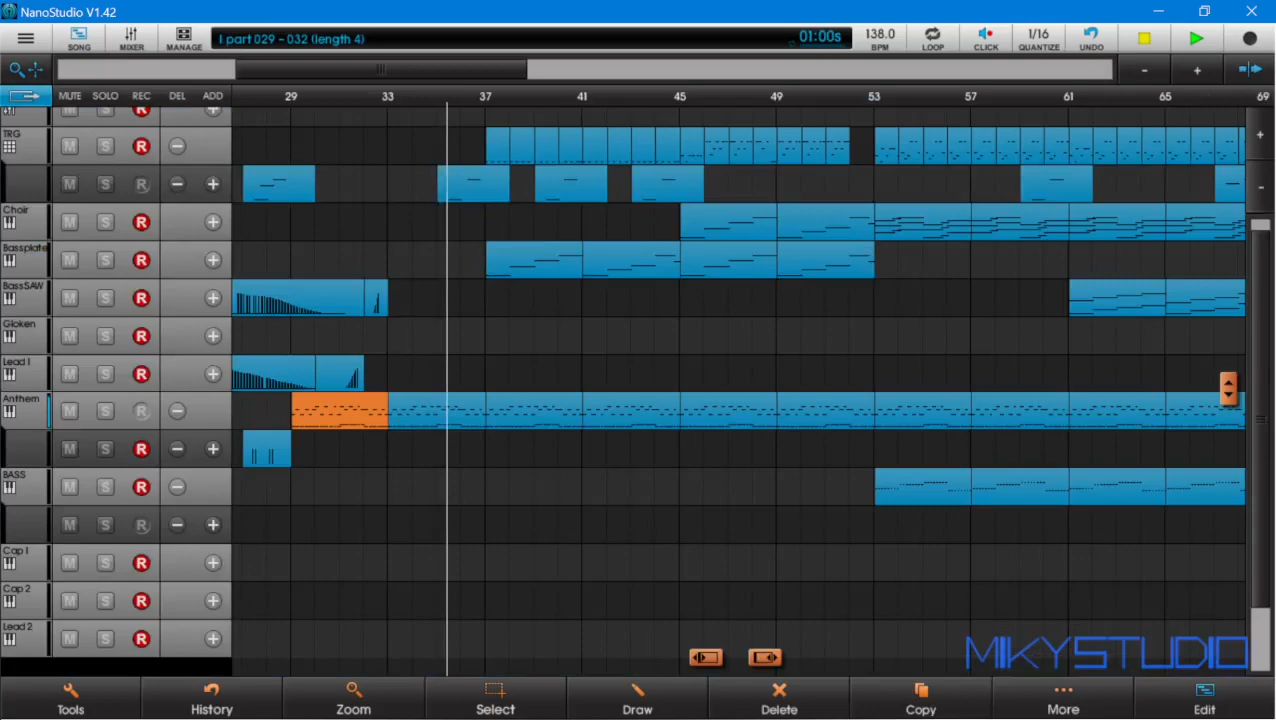 NanoStudio V1.42
SONG MIXER MANAGE
I part 029 - 032 (length 4) 01:00s
138.0 BPM LOOP CLICK 1/16 QUANTIZE UNDO
- +
MUTE SOLO REC DEL ADD 29 33 37 41 45 49 53 57 61 65 69
M S R +
TRG M S R - +
M S R - + -
Choir M S R +
Bassplate M S R +
BassSAW M S R +
Gloken M S R +
Lead 1 M S R +
Anthem M S R -
M S R - +
BASS M S R -
M S R - +
Cap 1 M S R +
Cap 2 M S R +
Lead 2 M S R +
MIKYSTUDIO
Tools History Zoom Select Draw Delete Copy More Edit